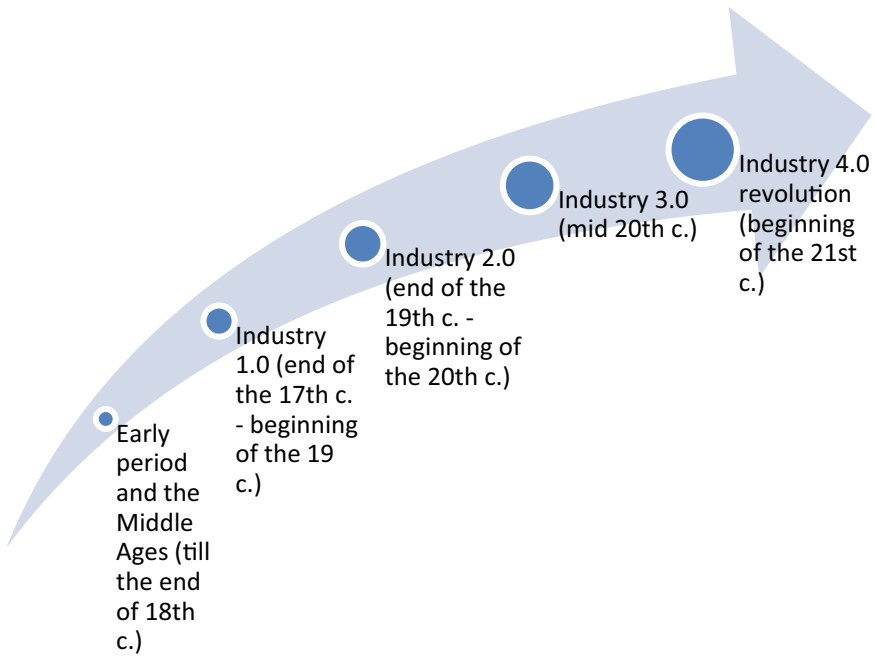 Early
period
and the
Middle
Ages (till
the end
of 18th
c.)
Industry
1.0 (end of
the 17th c.
- beginning
of the 19
c.)
Industry 2.0
(end of the
19th c. -
beginning of
the 20th c.)
Industry 3.0
(mid 20th c.)
Industry 4.0
revolution
(beginning
of the 21st
c.)